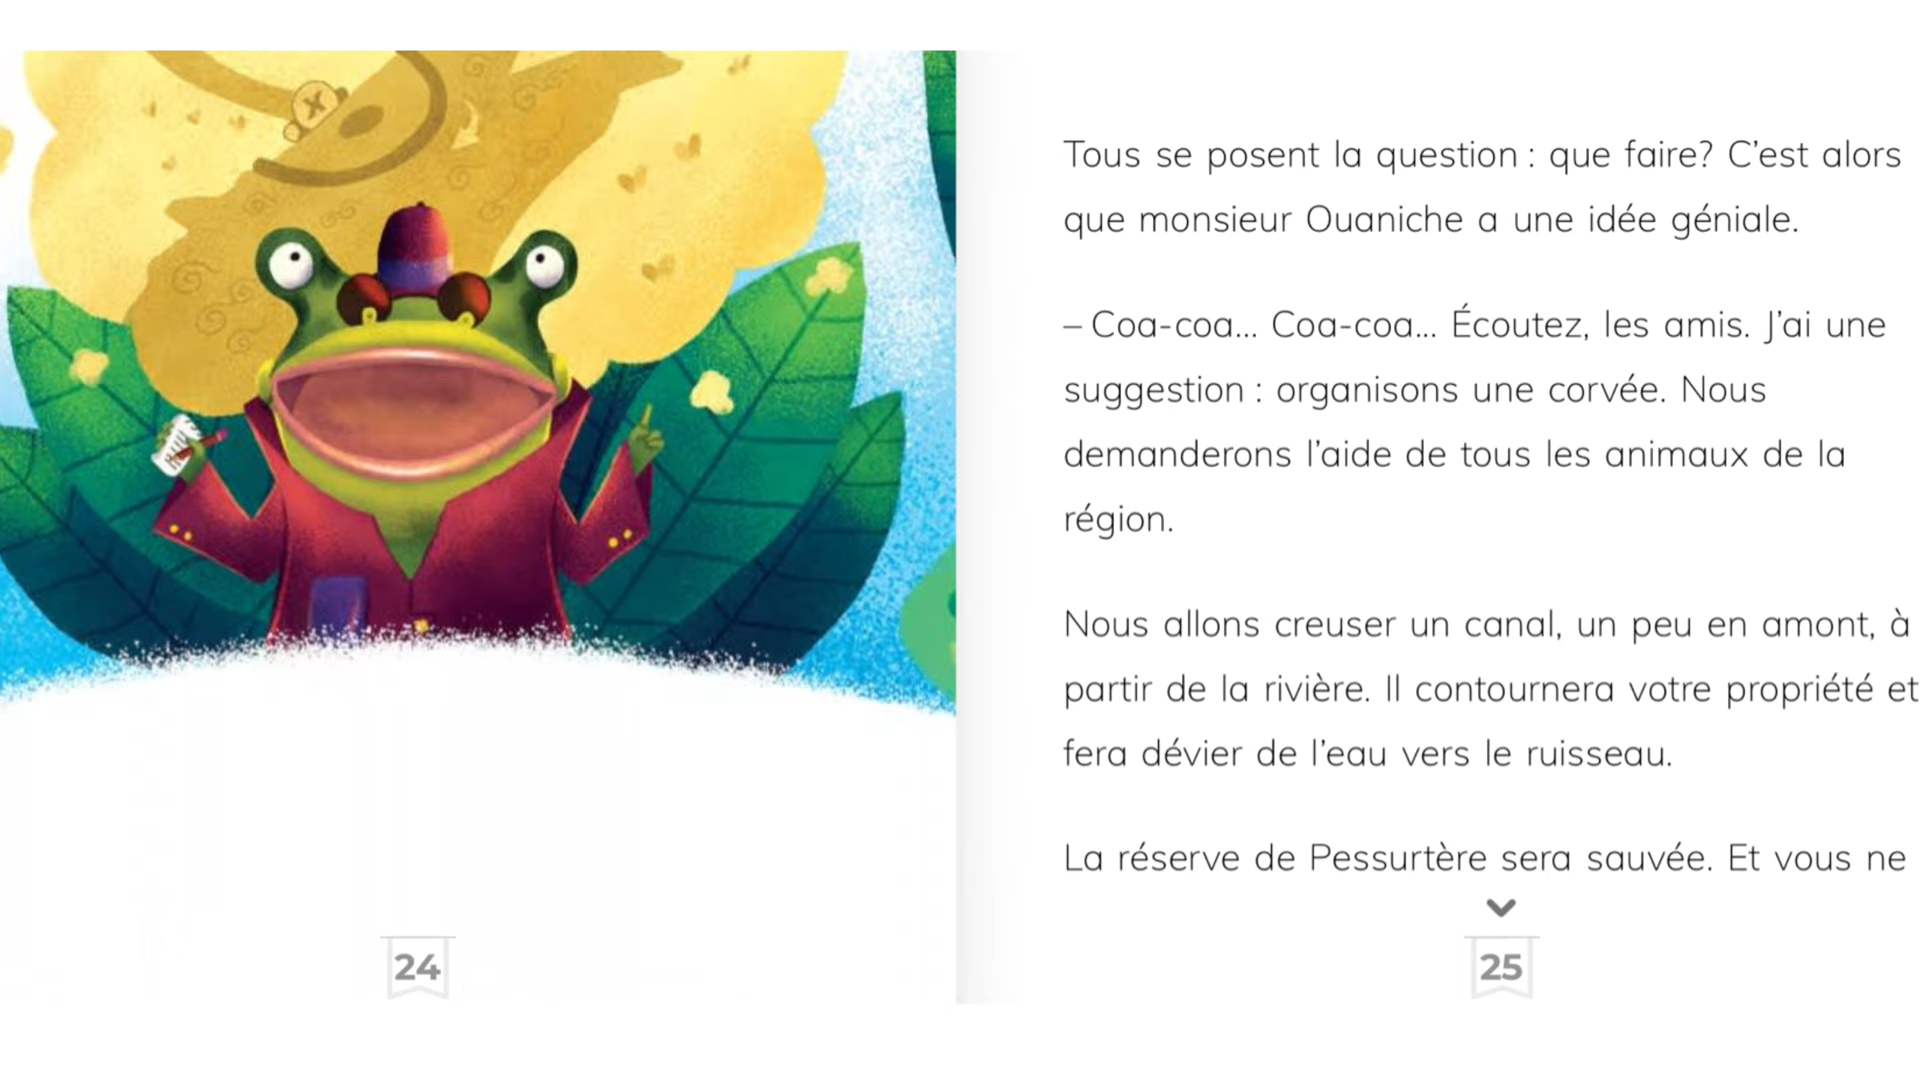 Tous se posent la question : que faire? C’est alors
que monsieur Ouaniche a une idée géniale.
– Coa-coa... Coa-coa... Écoutez, les amis. J’ai une
suggestion : organisons une corvée. Nous
demanderons l’aide de tous les animaux de la
région.
Nous allons creuser un canal, un peu en amont, à
partir de la rivière. Il contournera votre propriété et
fera dévier de l’eau vers le ruisseau.
La réserve de Pessurtère sera sauvée. Et vous ne
24
25